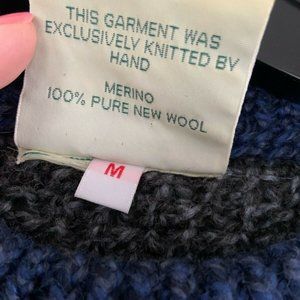 THIS GARMENT WAS
EXCLUSIVELY KNITTED BY
HAND
MERINO
100% PURE NEW WOOL
M